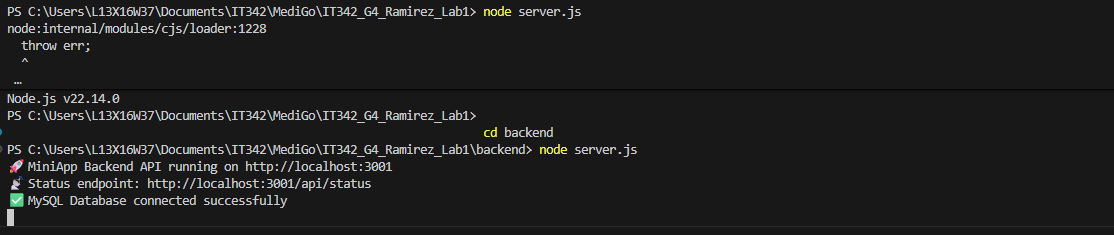 PS C:\Users\L13X16W37\Documents\IT342\MediGo\IT342_G4_Ramirez_Lab1> node server.js
node:internal/modules/cjs/loader:1228
  throw err;
  ^
…
Node.js v22.14.0
PS C:\Users\L13X16W37\Documents\IT342\MediGo\IT342_G4_Ramirez_Lab1>
cd backend
PS C:\Users\L13X16W37\Documents\IT342\MediGo\IT342_G4_Ramirez_Lab1\backend> node server.js
🚀 MiniApp Backend API running on http://localhost:3001
📡 Status endpoint: http://localhost:3001/api/status
✅ MySQL Database connected successfully